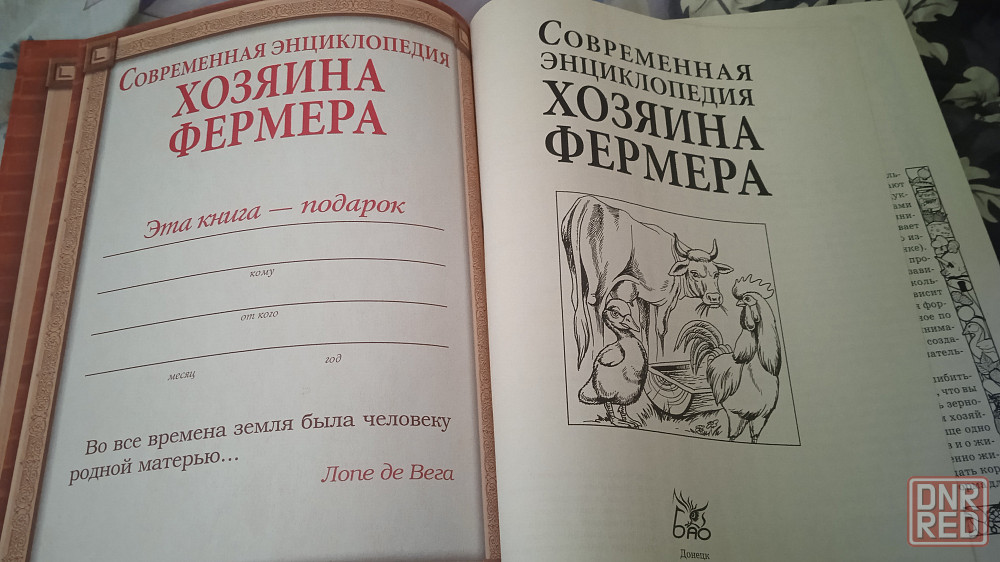 СОВРЕМЕННАЯ ЭНЦИКЛОПЕДИЯ
ХОЗЯИНА
ФЕРМЕРА
Эта книга — подарок
кому
от кого
месяц год
Во все времена земля была человеку
родной матерью...
Лопе де Вега
СОВРЕМЕННАЯ
ЭНЦИКЛОПЕДИЯ
ХОЗЯИНА
ФЕРМЕРА
БАО
Донецк
DNR
RED